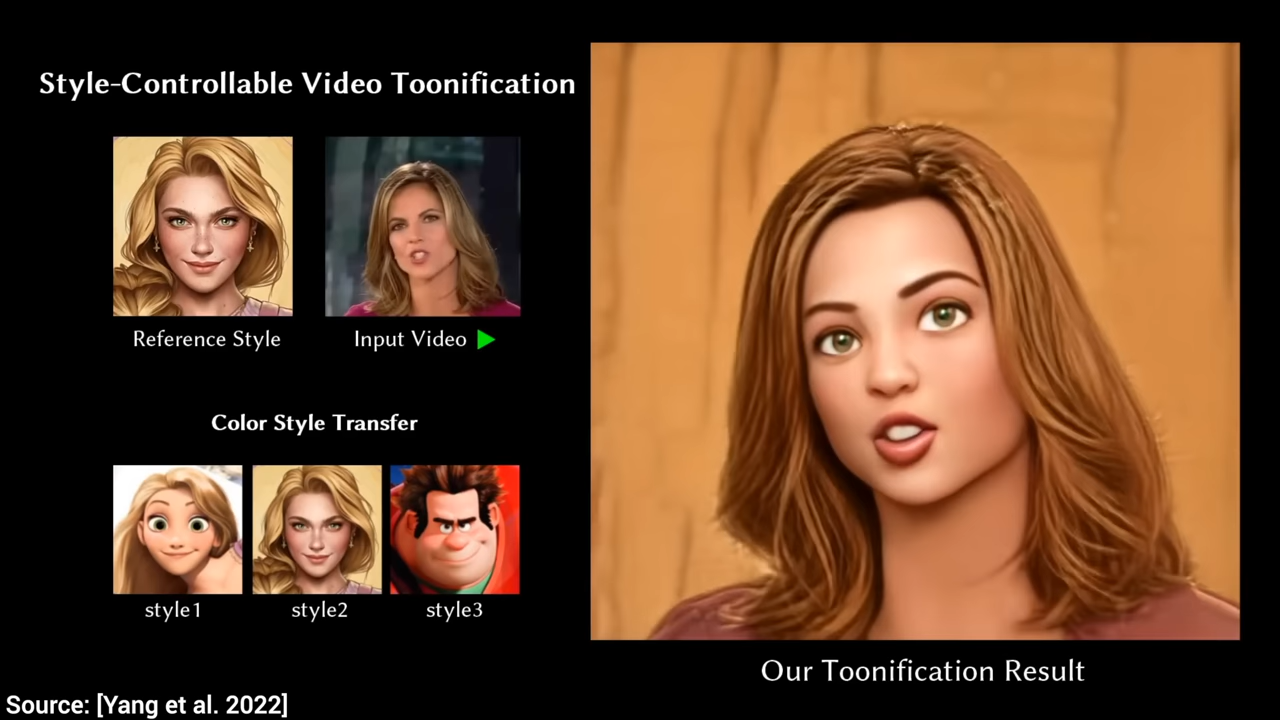 Style-Controllable Video Toonification
Reference Style
Input Video
Color Style Transfer
style1
style2
style3
Our Toonification Result
Source: [Yang et al. 2022]